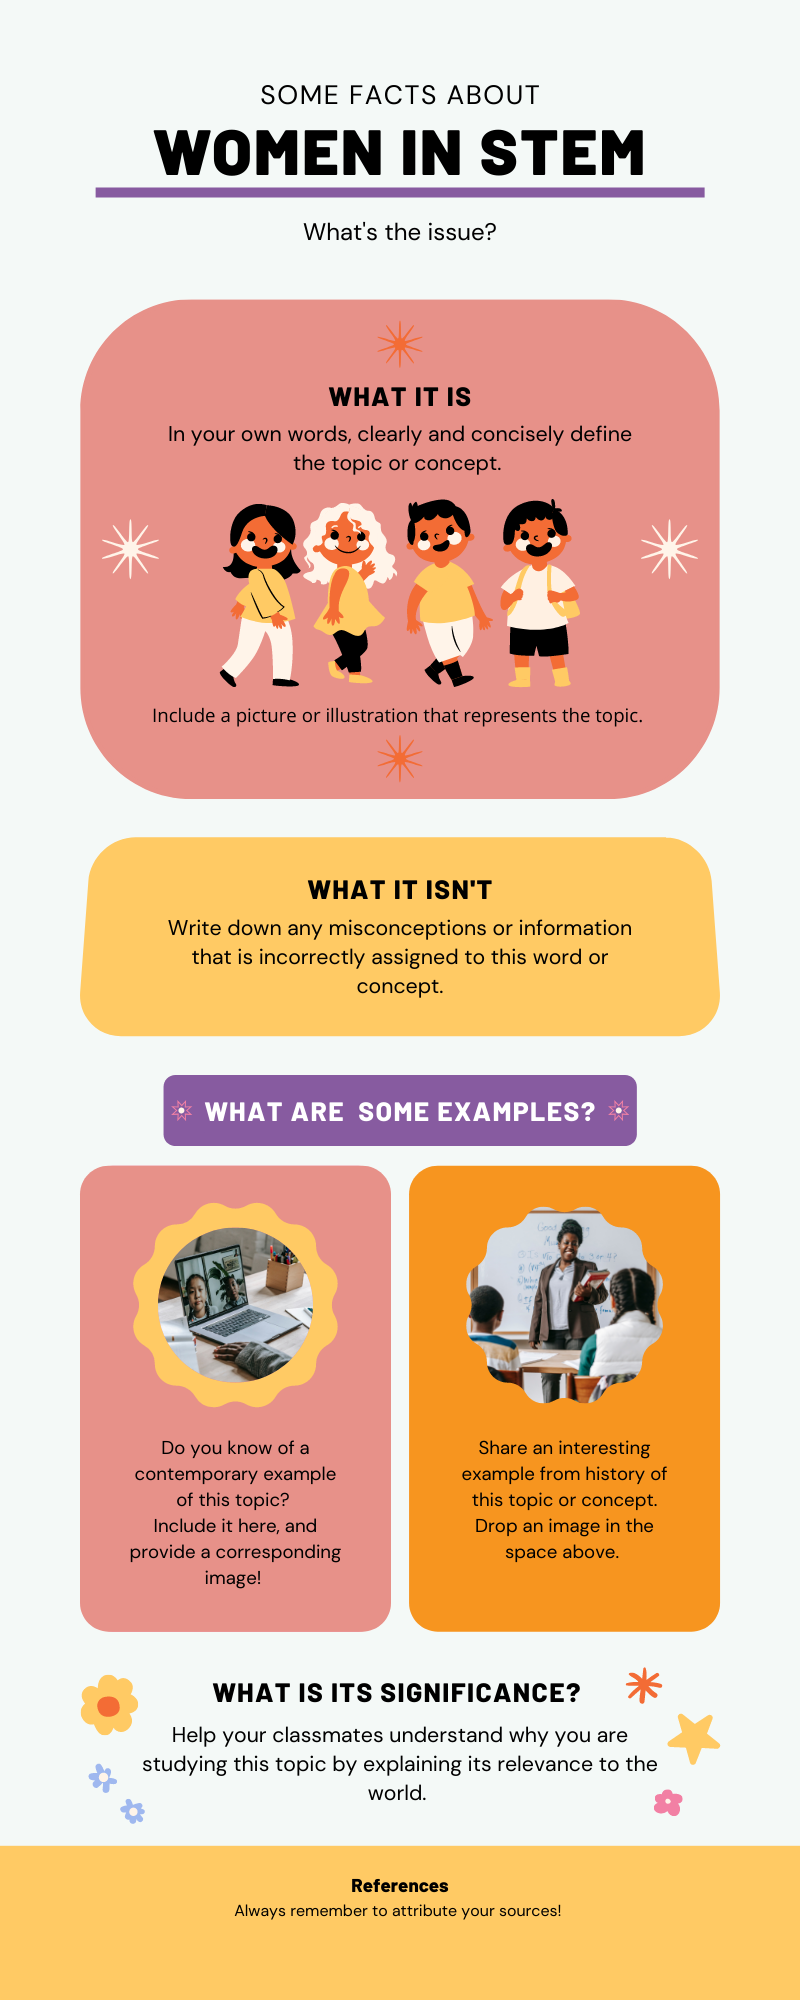 SOME FACTS ABOUT
WOMEN IN STEM
What's the issue?
WHAT IT IS
In your own words, clearly and concisely define
the topic or concept.
Include a picture or illustration that represents the topic.
WHAT IT ISN'T
Write down any misconceptions or information
that is incorrectly assigned to this word or
concept.
WHAT ARE SOME EXAMPLES?
Good
Do you know of a
contemporary example
of this topic?
Include it here, and
provide a corresponding
image!
Share an interesting
example from history of
this topic or concept.
Drop an image in the
space above.
WHAT IS ITS SIGNIFICANCE?
Help your classmates understand why you are
studying this topic by explaining its relevance to the
world.
References
Always remember to attribute your sources!